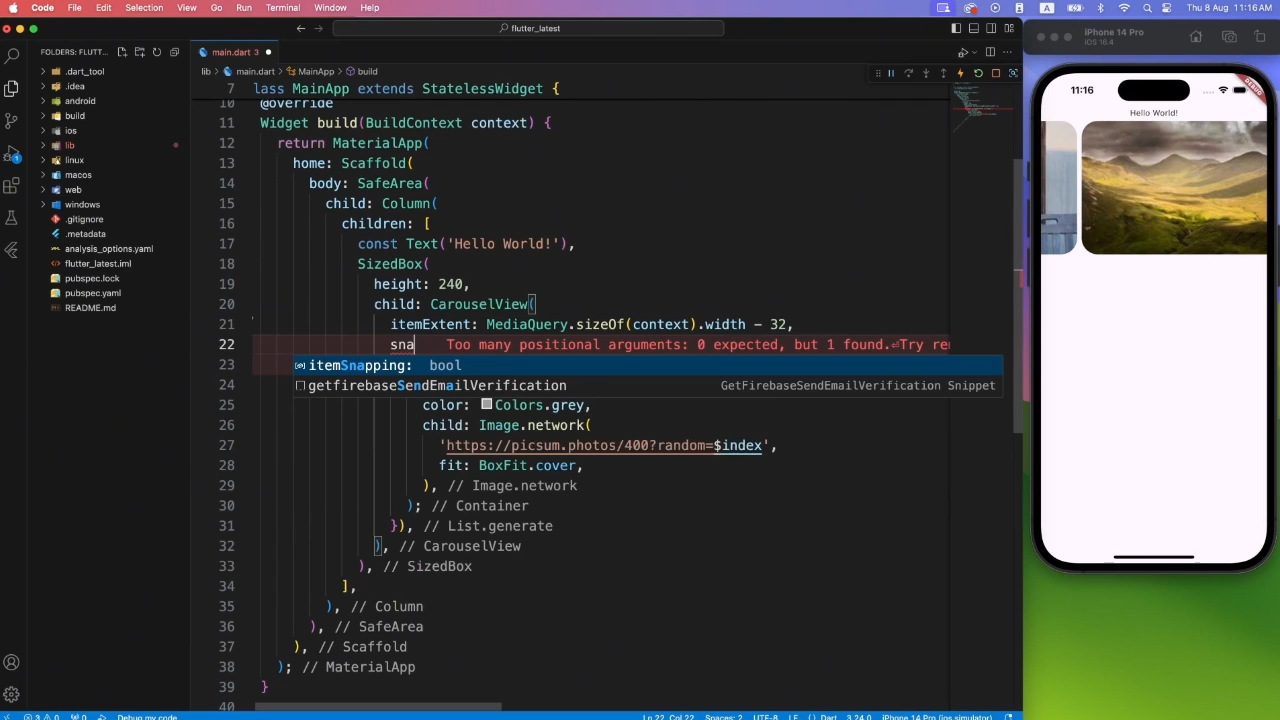 Code File Edit Selection View Go Run Terminal Window Help
Thu 8 Aug 11:16 AM
flutter_latest
FOLDERS: FLUTT...
main.dart 3
lib > main.dart > MainApp > build
.dart_tool
.idea
android
build
ios
lib
linux
macos
web
windows
.gitignore
.metadata
analysis_options.yaml
flutter_latest.iml
pubspec.lock
pubspec.yaml
README.md
7 lass MainApp extends StatelessWidget {
10 @override
11 Widget build(BuildContext context) {
12 return MaterialApp(
13 home: Scaffold(
14 body: SafeArea(
15 child: Column(
16 children: [
17 const Text('Hello World!'),
18 SizedBox(
19 height: 240,
20 child: CarouselView(
21 itemExtent: MediaQuery.sizeOf(context).width - 32,
22 sna Too many positional arguments: 0 expected, but 1 found.⏎Try re
23 itemSnapping: bool
24 getfirebaseSendEmailVerification GetFirebaseSendEmailVerification Snippet
25 color: Colors.grey,
26 child: Image.network(
27 'https://picsum.photos/400?random=$index',
28 fit: BoxFit.cover,
29 ), // Image.network
30 ); // Container
31 }), // List.generate
32 ), // CarouselView
33 ), // SizedBox
34 ],
35 ), // Column
36 ), // SafeArea
37 ), // Scaffold
38 ); // MaterialApp
39 }
40
iPhone 14 Pro
iOS 16.4
11:16
DEBUG
Hello World!
1
3 0 0 Debug my code
Ln 22, Col 22 Spaces: 2 UTF-8 LF {} Dart 3.24.0 iPhone 14 Pro (ios simulator)